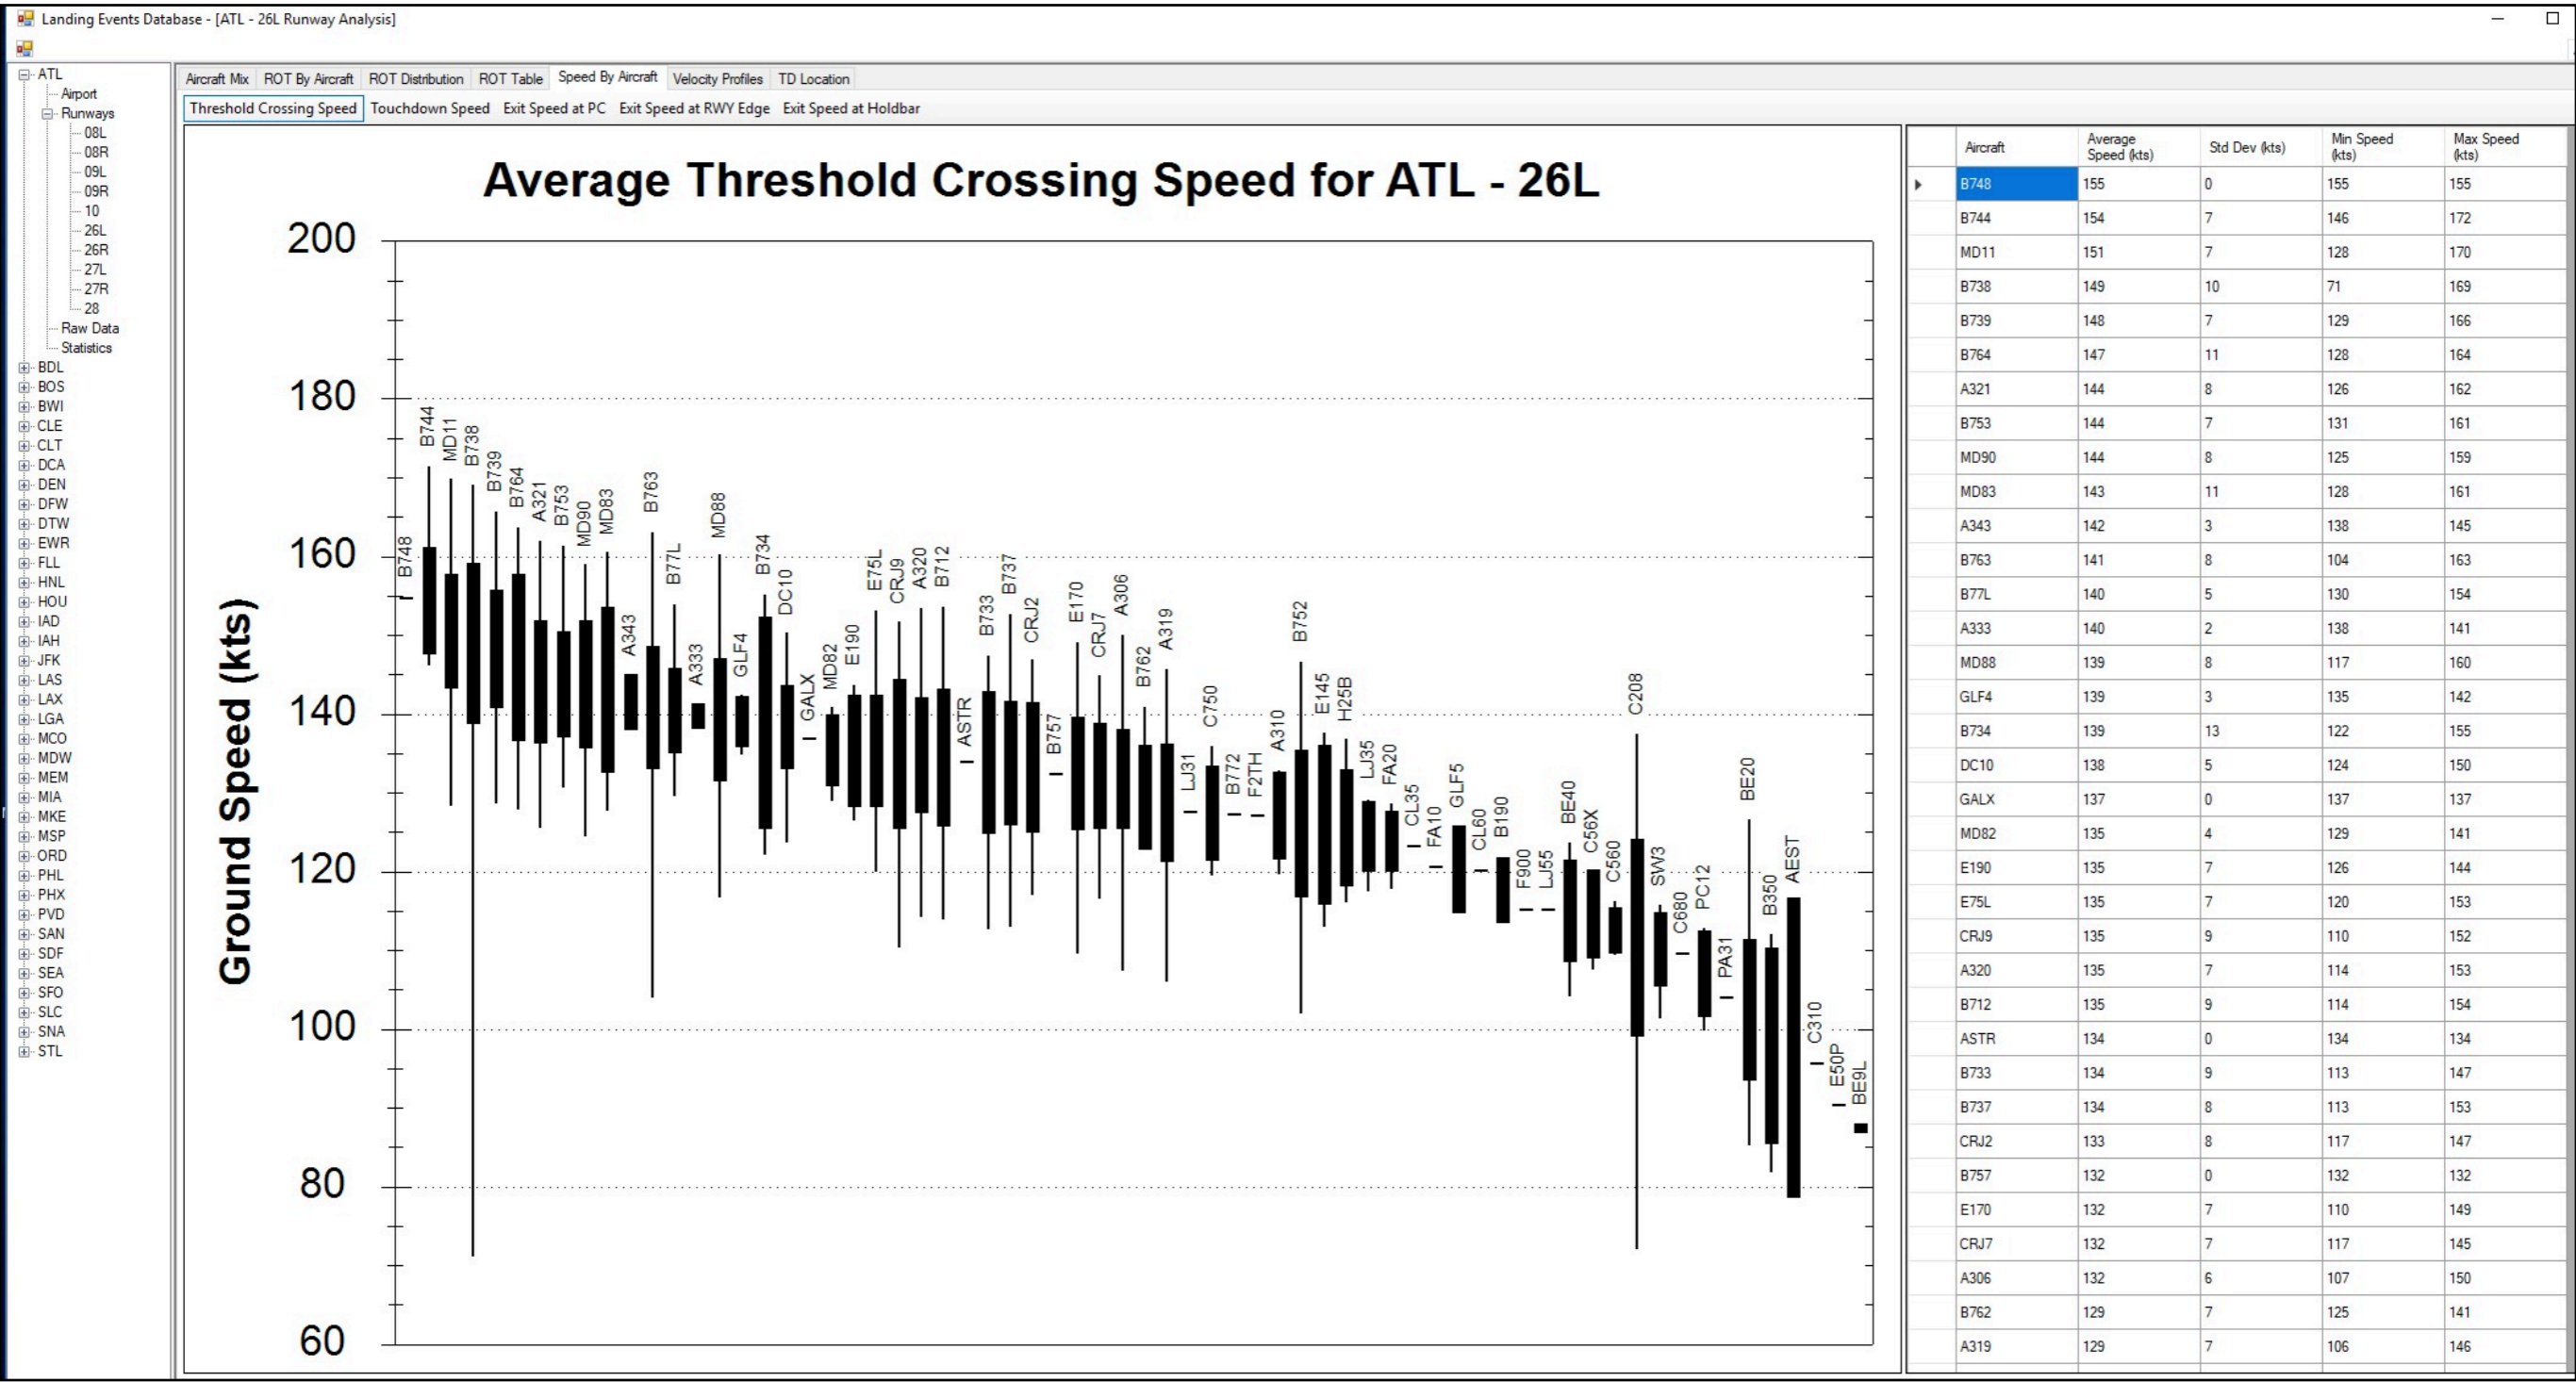 Landing Events Database - [ATL - 26L Runway Analysis]
ATL
Airport
Runways
08L
08R
09L
09R
10
26L
26R
27L
27R
28
Raw Data
Statistics
BDL
BOS
BWI
CLE
CLT
DCA
DEN
DFW
DTW
EWR
FLL
HNL
HOU
IAD
IAH
JFK
LAS
LAX
LGA
MCO
MDW
MEM
MIA
MKE
MSP
ORD
PHL
PHX
PVD
SAN
SDF
SEA
SFO
SLC
SNA
STL
Aircraft Mix ROT By Aircraft ROT Distribution ROT Table Speed By Aircraft Velocity Profiles TD Location
Threshold Crossing Speed Touchdown Speed Exit Speed at PC Exit Speed at RWY Edge Exit Speed at Holdbar
Average Threshold Crossing Speed for ATL - 26L
Ground Speed (kts)
200
180
160
140
120
100
80
60
B748
B744
MD11
B738
B739
B764
A321
B753
MD90
MD83
A343
B763
B77L
A333
MD88
GLF4
B734
DC10
GALX
MD82
E190
E75L
CRJ9
A320
B712
ASTR
B733
B737
CRJ2
B757
E170
CRJ7
A306
B762
A319
LJ31
C750
B772
F2TH
A310
B752
E145
H25B
LJ35
FA20
CL35
FA10
GLF5
CL60
B190
F900
LJ55
BE40
C56X
C560
C208
SW3
C680
PC12
PA31
BE20
B350
AEST
C310
E50P
BE9L
Aircraft Average Speed (kts) Std Dev (kts) Min Speed (kts) Max Speed (kts)
B748 155 0 155 155
B744 154 7 146 172
MD11 151 7 128 170
B738 149 10 71 169
B739 148 7 129 166
B764 147 11 128 164
A321 144 8 126 162
B753 144 7 131 161
MD90 144 8 125 159
MD83 143 11 128 161
A343 142 3 138 145
B763 141 8 104 163
B77L 140 5 130 154
A333 140 2 138 141
MD88 139 8 117 160
GLF4 139 3 135 142
B734 139 13 122 155
DC10 138 5 124 150
GALX 137 0 137 137
MD82 135 4 129 141
E190 135 7 126 144
E75L 135 7 120 153
CRJ9 135 9 110 152
A320 135 7 114 153
B712 135 9 114 154
ASTR 134 0 134 134
B733 134 9 113 147
B737 134 8 113 153
CRJ2 133 8 117 147
B757 132 0 132 132
E170 132 7 110 149
CRJ7 132 7 117 145
A306 132 6 107 150
B762 129 7 125 141
A319 129 7 106 146